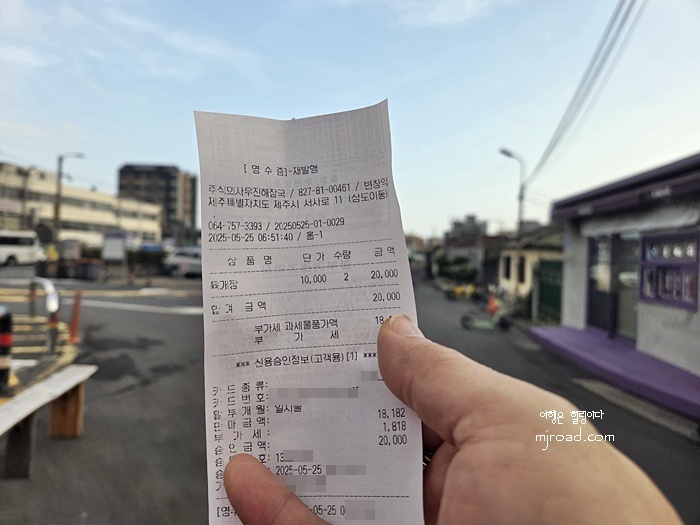 [ 영 수 증]-재발행
주식회사우진해장국 / 827-81-00461 / 변창익
제주특별자치도 제주시 서사로 11 (삼도이동)
064-757-3393 / 20250525-01-0029
2025-05-25 06:51:40 / 홀-1
상 품 명 단 가 수량 금 액
육개장 10,000 2 20,000
합 계 금 액 20,000
부가세 과세물품가액
부 가 세
*** 신용승인정보(고객용)[1] ***
카 드 종 류:
카 드 번 호:
할 부 개 월: 일시불
판 매 금 액: 18,182
부 가 세: 1,818
승 인 금 액: 20,000
2025-05-25
여행은 힐링이다
mjroad.com